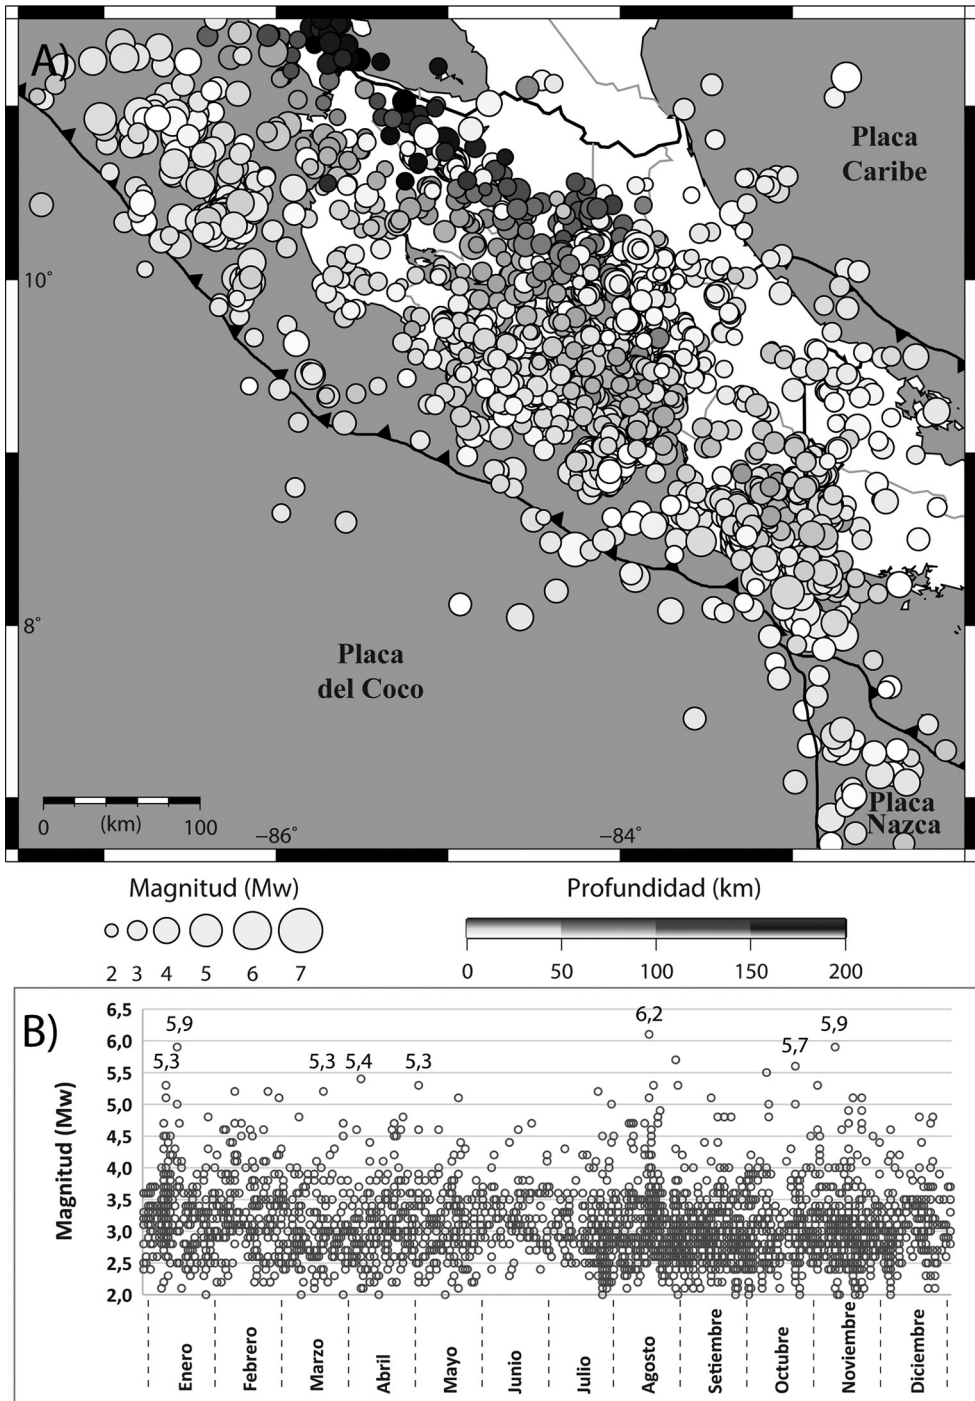 A)
Placa
Caribe
10°
8°
Placa
del Coco
0 (km) 100
−86°
−84°
Placa
Nazca
Magnitud (Mw)
2 3 4 5 6 7
Profundidad (km)
0 50 100 150 200
B)
Magnitud (Mw)
6,5
6,0
5,5
5,0
4,5
4,0
3,5
3,0
2,5
2,0
5,9
5,3
5,3
5,4
5,3
6,2
5,7
5,9
Enero
Febrero
Marzo
Abril
Mayo
Junio
Julio
Agosto
Setiembre
Octubre
Noviembre
Diciembre